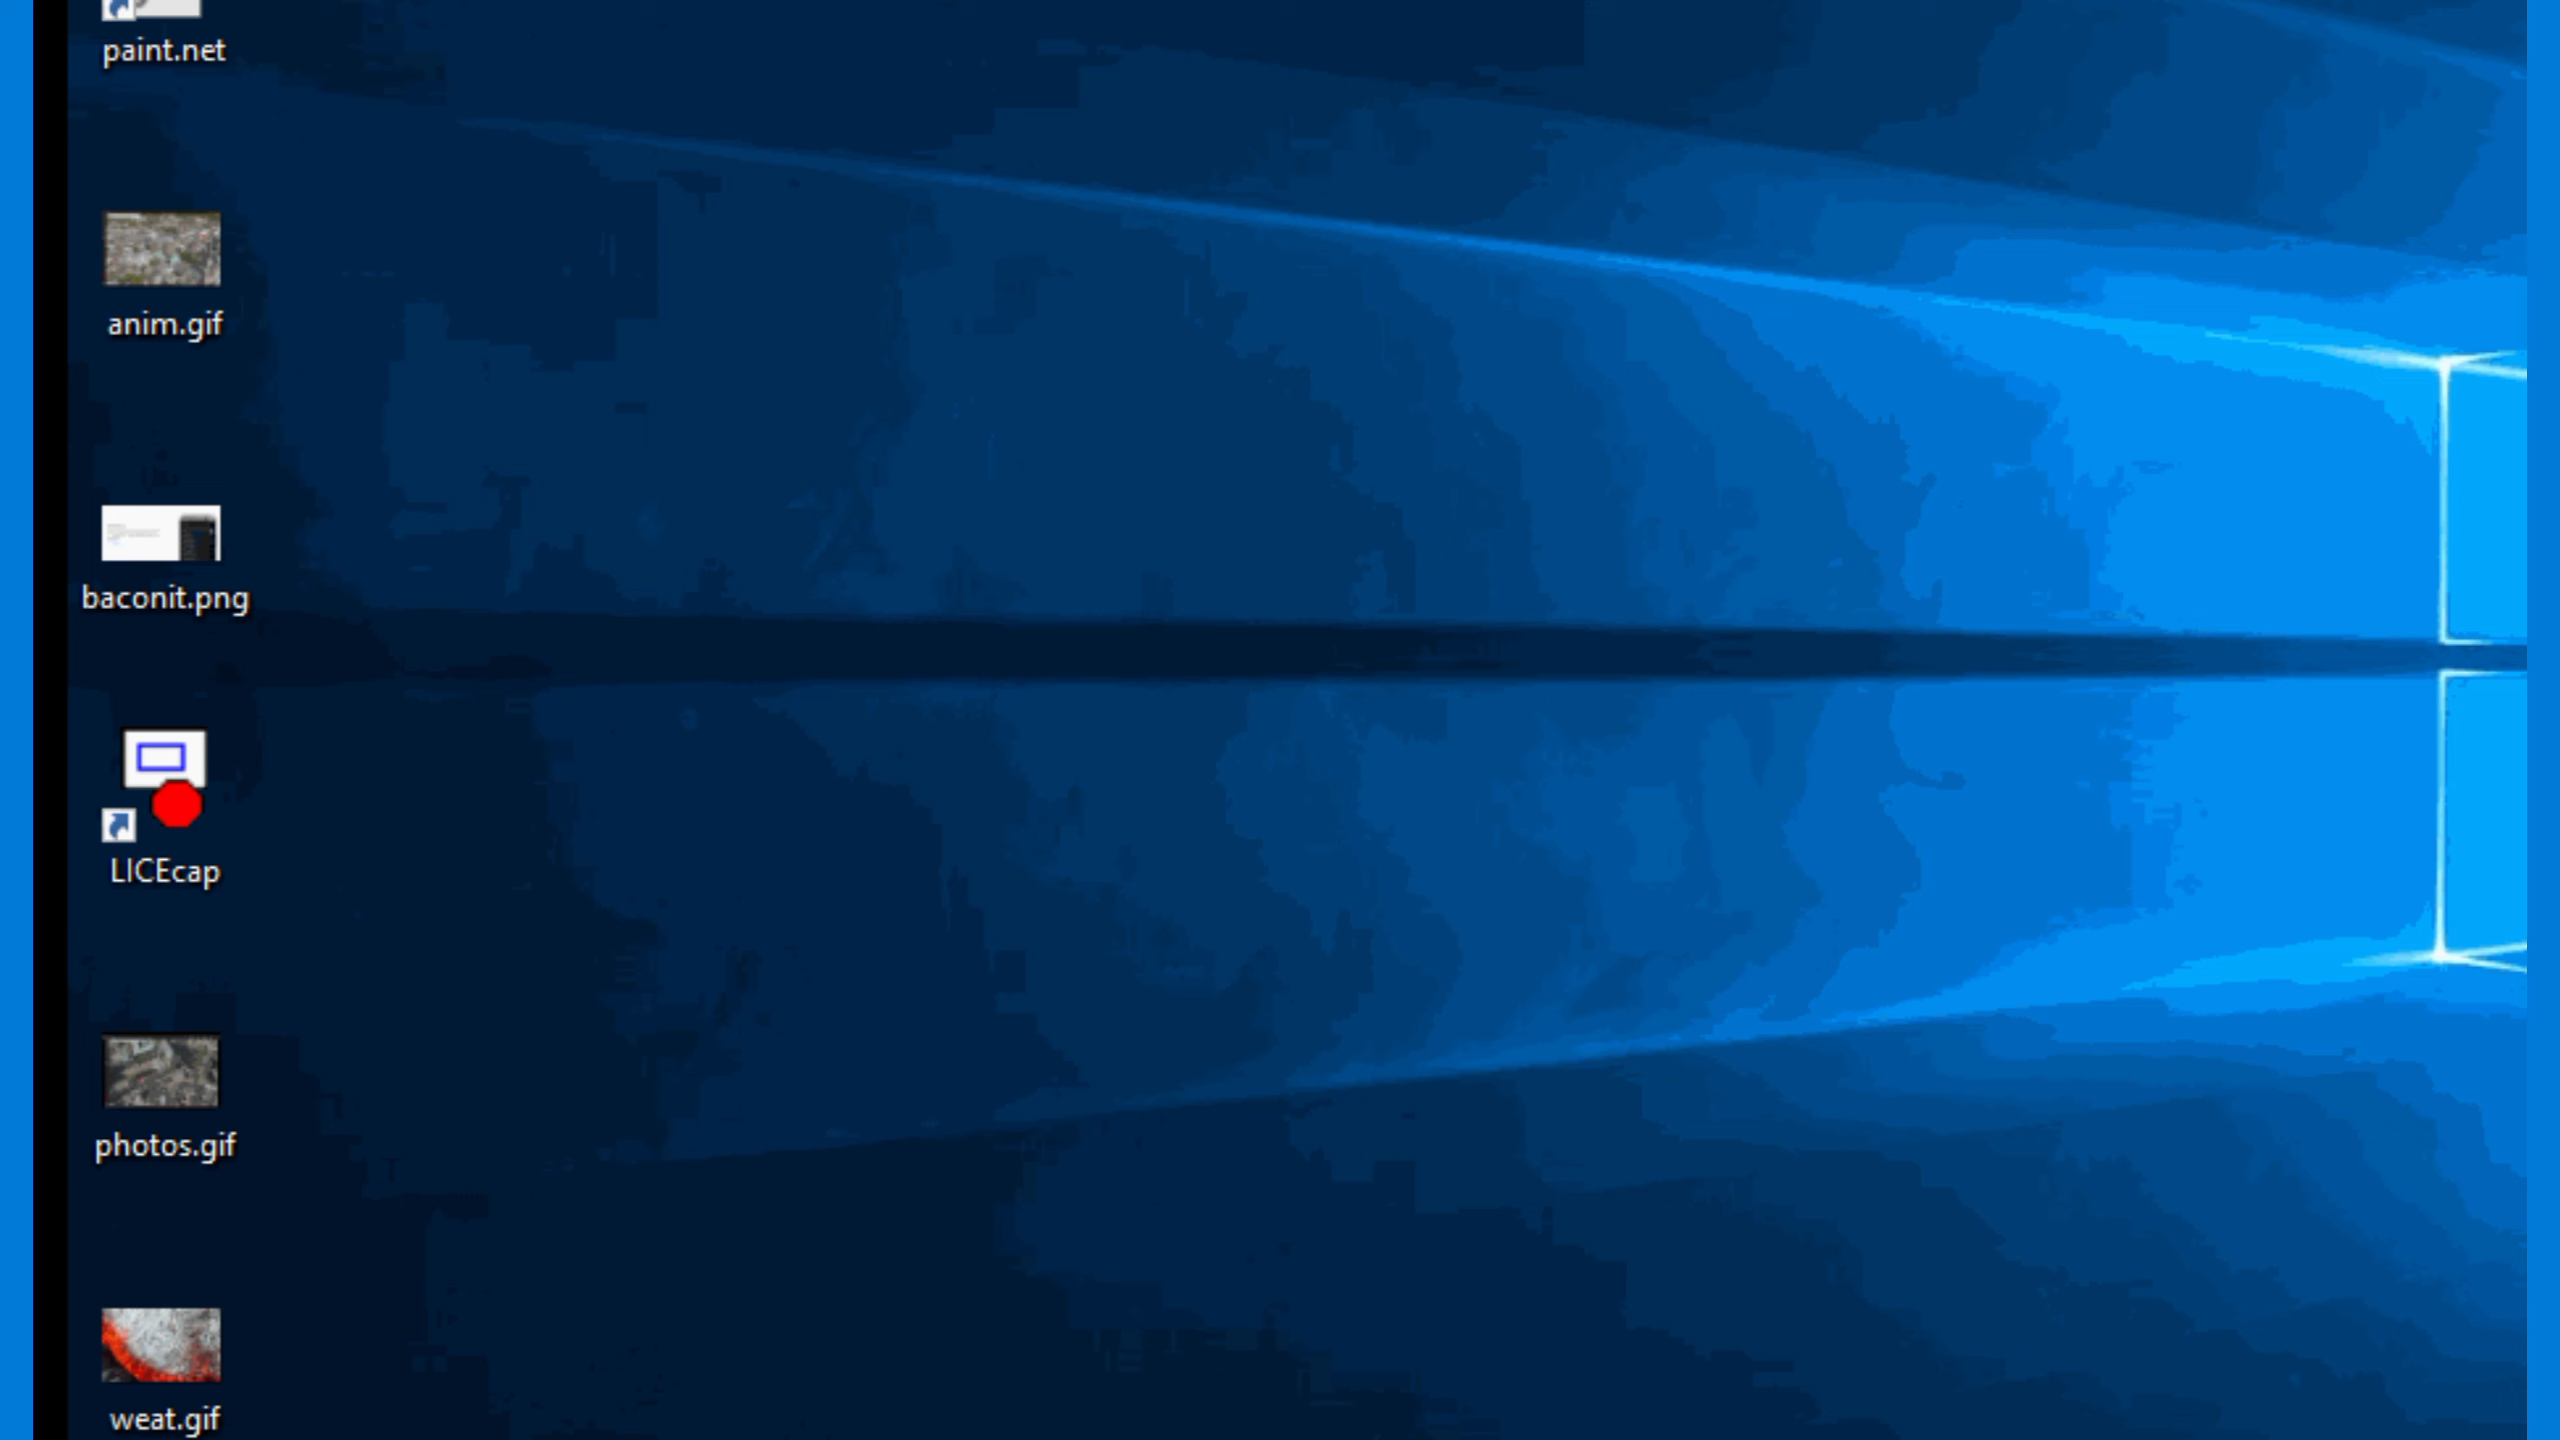 paint.net
anim.gif
baconit.png
LICEcap
photos.gif
weat.gif